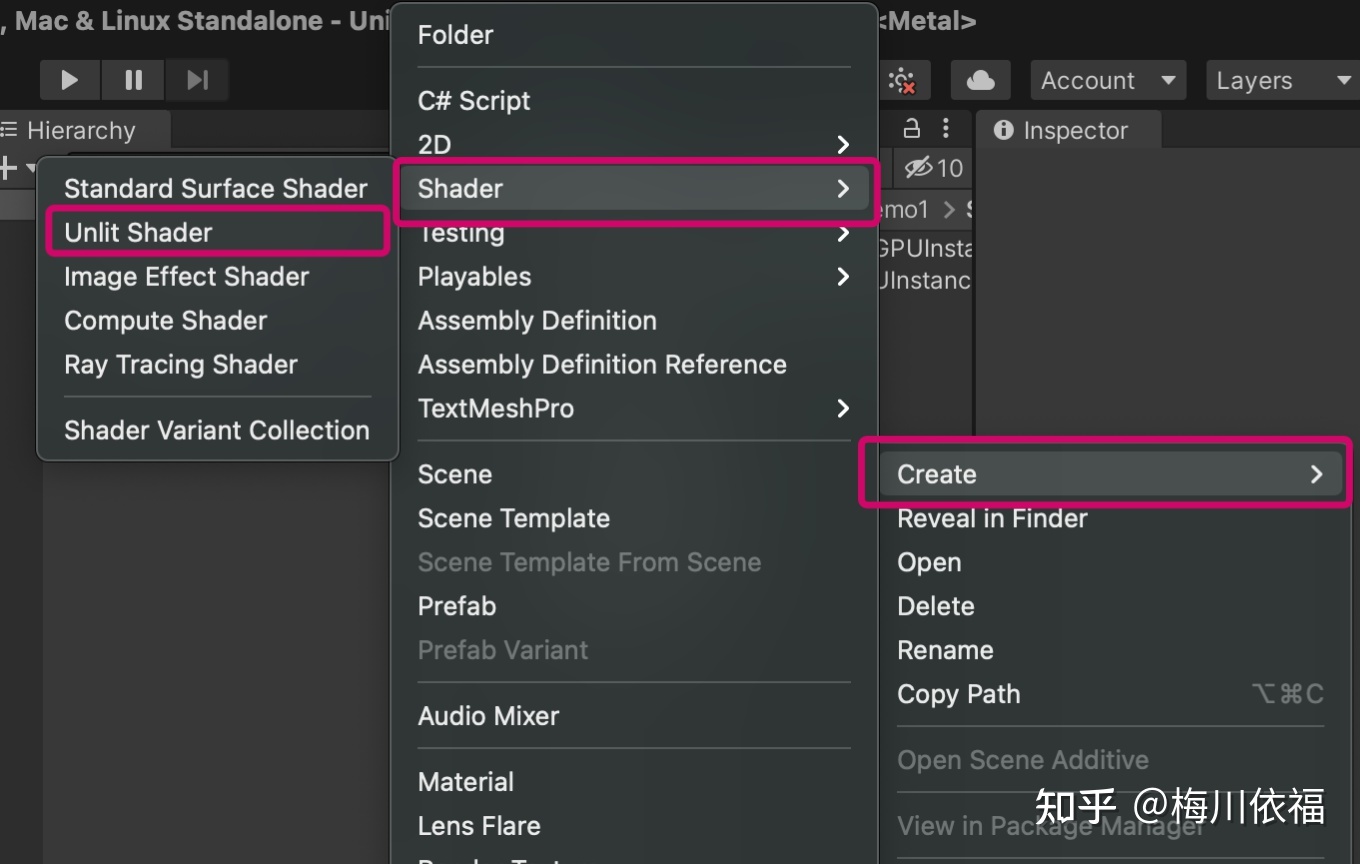 , Mac & Linux Standalone - Uni
<Metal>
Account
Layers
Hierarchy
Inspector
10
emo1 > S
GPUInsta
UInstanc
Folder
C# Script
2D
Shader
Testing
Playables
Assembly Definition
Assembly Definition Reference
TextMeshPro
Scene
Scene Template
Scene Template From Scene
Prefab
Prefab Variant
Audio Mixer
Material
Lens Flare
Standard Surface Shader
Unlit Shader
Image Effect Shader
Compute Shader
Ray Tracing Shader
Shader Variant Collection
Create
Reveal in Finder
Open
Delete
Rename
Copy Path ⌥⌘C
Open Scene Additive
View in Package Manager
知乎 @梅川依福